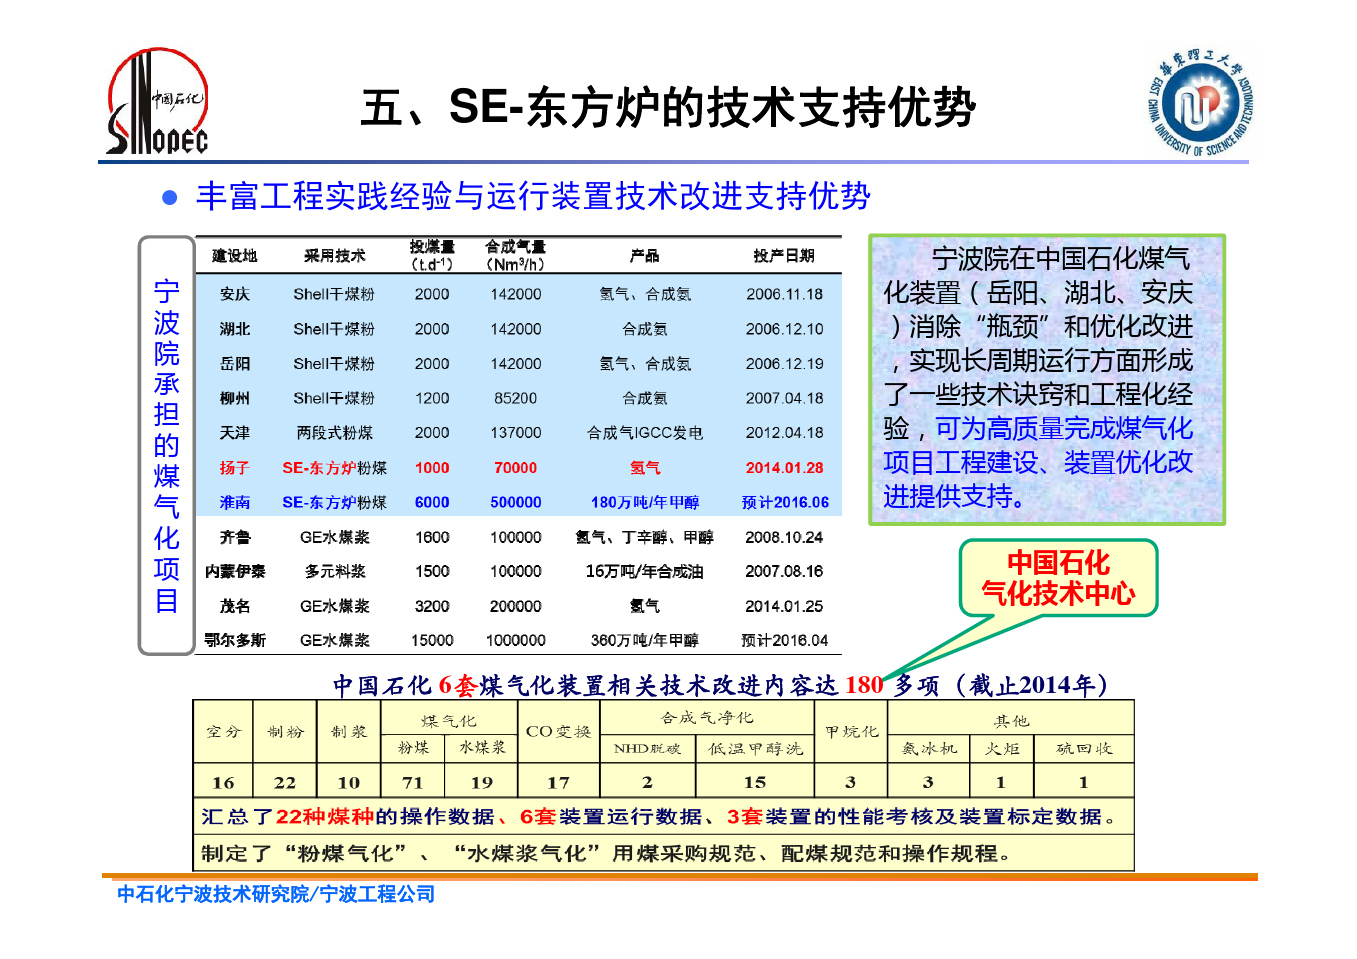 中国石化
SINOPEC
五、SE-东方炉的技术支持优势
華東理工大学
EAST CHINA UNIVERSITY OF SCIENCE AND TECHNOLOGY
● 丰富工程实践经验与运行装置技术改进支持优势
宁波院承担的煤气化项目
建设地 采用技术 投煤量(t.d-1) 合成气量(Nm³/h) 产品 投产日期
安庆 Shell干煤粉 2000 142000 氢气、合成氨 2006.11.18
湖北 Shell干煤粉 2000 142000 合成氨 2006.12.10
岳阳 Shell干煤粉 2000 142000 氢气、合成氨 2006.12.19
柳州 Shell干煤粉 1200 85200 合成氨 2007.04.18
天津 两段式粉煤 2000 137000 合成气IGCC发电 2012.04.18
扬子 SE-东方炉粉煤 1000 70000 氢气 2014.01.28
淮南 SE-东方炉粉煤 6000 500000 180万吨/年甲醇 预计2016.06
齐鲁 GE水煤浆 1600 100000 氢气、丁辛醇、甲醇 2008.10.24
内蒙伊泰 多元料浆 1500 100000 16万吨/年合成油 2007.08.16
茂名 GE水煤浆 3200 200000 氢气 2014.01.25
鄂尔多斯 GE水煤浆 15000 1000000 360万吨/年甲醇 预计2016.04
宁波院在中国石化煤气
化装置（岳阳、湖北、安庆
）消除“瓶颈”和优化改进
，实现长周期运行方面形成
了一些技术诀窍和工程化经
验，可为高质量完成煤气化
项目工程建设、装置优化改
进提供支持。
中国石化
气化技术中心
中国石化 6套煤气化装置相关技术改进内容达 180 多项（截止2014年）
空分 制粉 制浆 煤气化 CO变换 合成气净化 甲烷化 其他
粉煤 水煤浆 NHD脱碳 低温甲醇洗 氨冰机 火炬 硫回收
16 22 10 71 19 17 2 15 3 3 1 1
汇总了22种煤种的操作数据、6套装置运行数据、3套装置的性能考核及装置标定数据。
制定了“粉煤气化”、“水煤浆气化”用煤采购规范、配煤规范和操作规程。
中石化宁波技术研究院/宁波工程公司